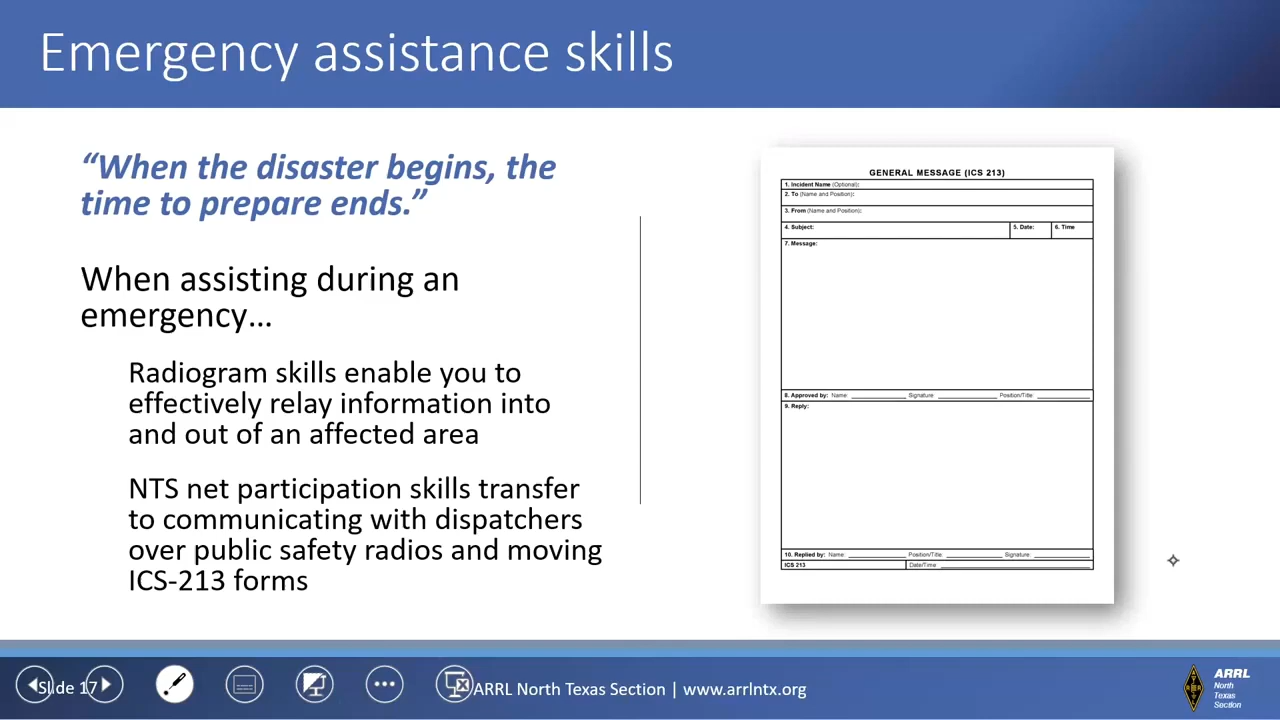 Emergency assistance skills
“When the disaster begins, the
time to prepare ends.”
When assisting during an
emergency...
Radiogram skills enable you to
effectively relay information into
and out of an affected area
NTS net participation skills transfer
to communicating with dispatchers
over public safety radios and moving
ICS-213 forms
GENERAL MESSAGE (ICS 213)
1. Incident Name (Optional):
2. To (Name and Position):
3. From (Name and Position):
4. Subject: 5. Date: 6. Time
7. Message:
8. Approved by: Name: Signature: Position/Title:
9. Reply:
10. Replied by: Name: Position/Title: Signature:
ICS 213 Date/Time:
Slide 17
ARRL North Texas Section | www.arrlntx.org
ARRL
North
Texas
Section